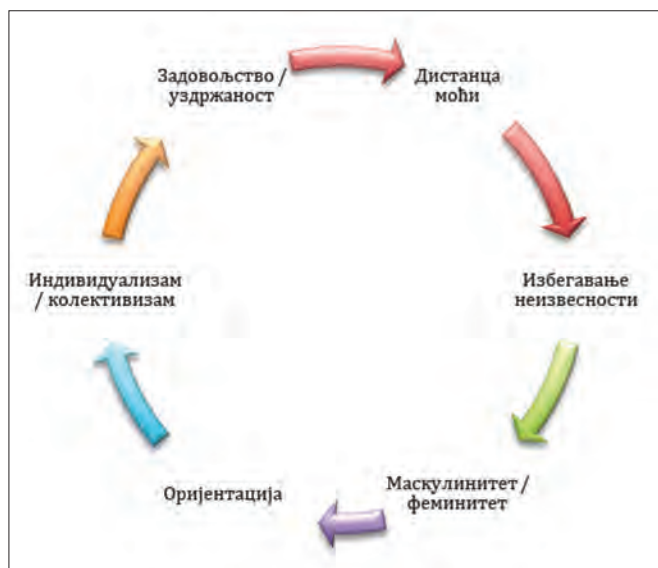 Задовољство /
уздржаност
Дистанца
моћи
Избегавање
неизвесности
Маскулинитет /
феминитет
Оријентација
Индивидуализам
/ колективизам